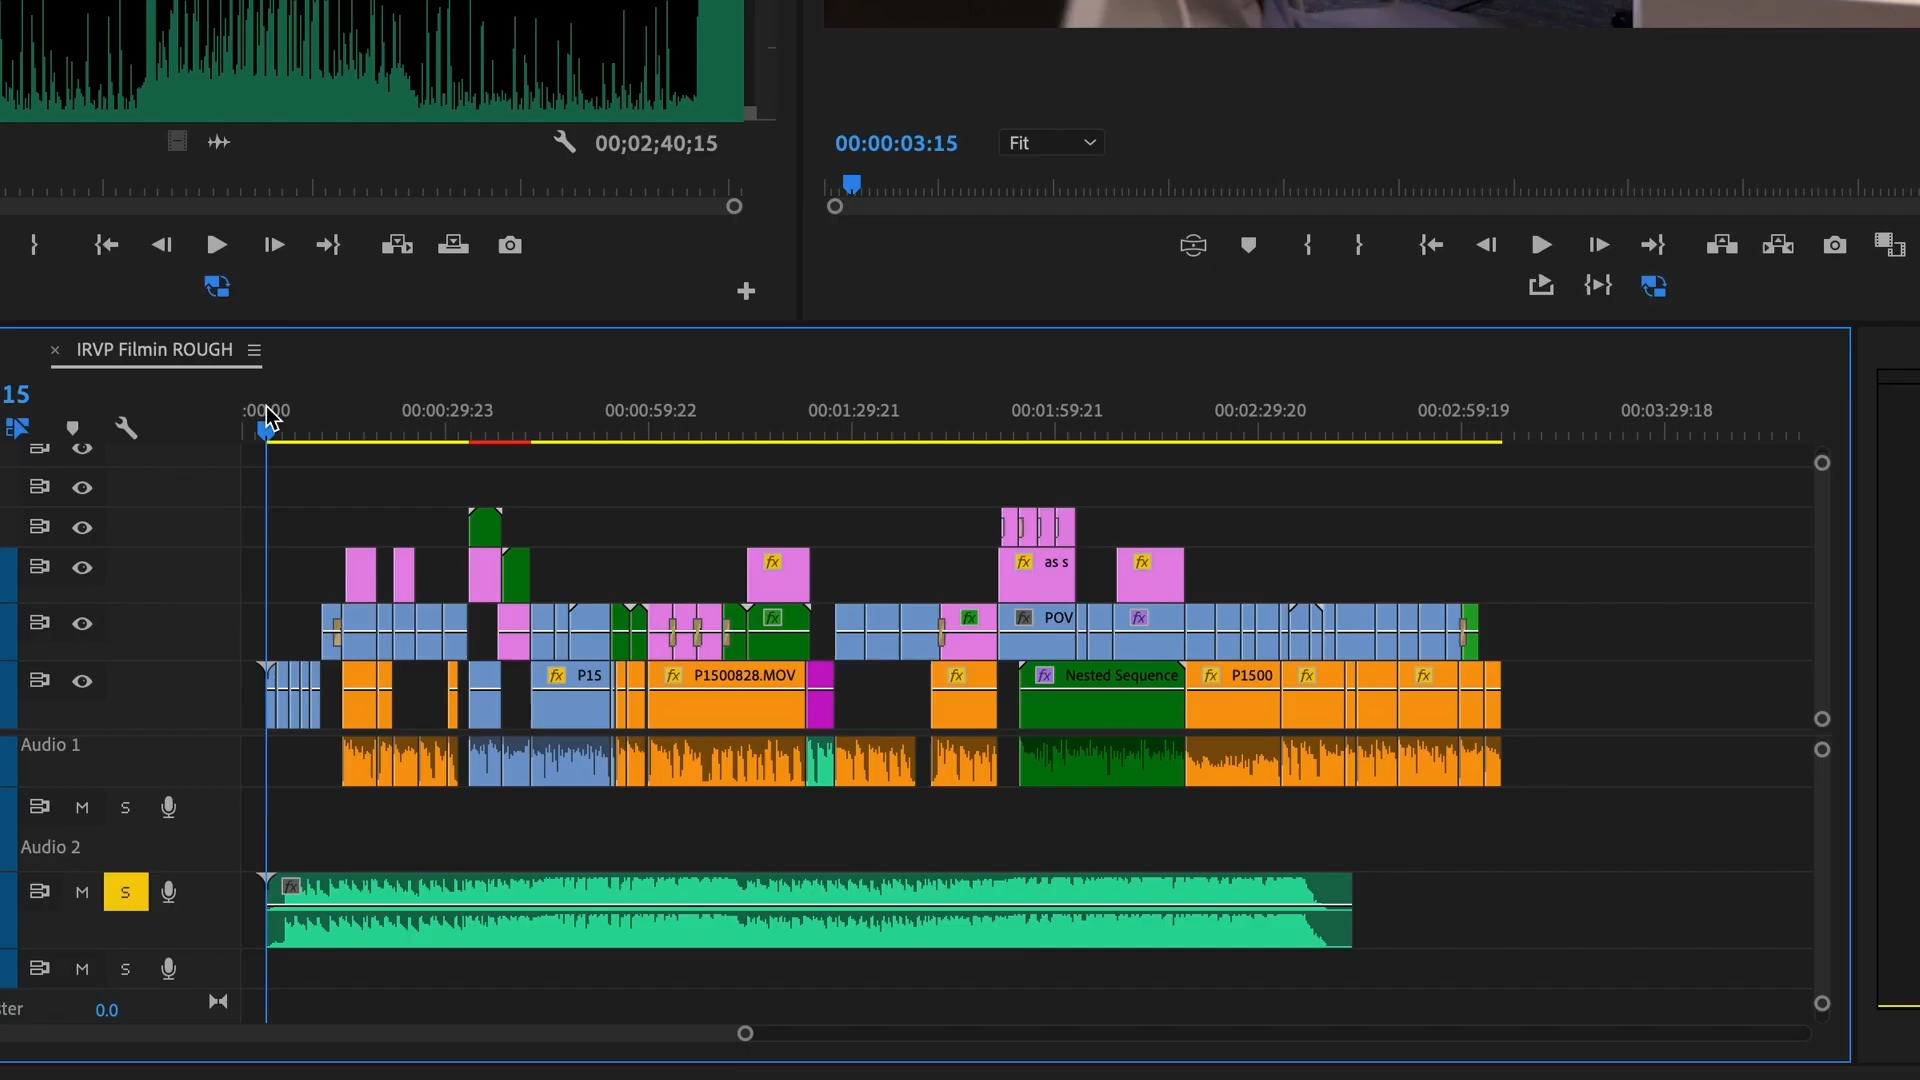 00;02;40;15
00:00:03:15
Fit
IRVP Filmin ROUGH
15
:00:00
00:00:29:23
00:00:59:22
00:01:29:21
00:01:59:21
00:02:29:20
00:02:59:19
00:03:29:18
fx
fx
as s
fx
fx
fx
fx
POV
fx
fx
P15
fx
P1500828.MOV
fx
fx
Nested Sequence
fx
P1500
fx
fx
Audio 1
M
S
Audio 2
fx
M
S
M
S
ster
0.0